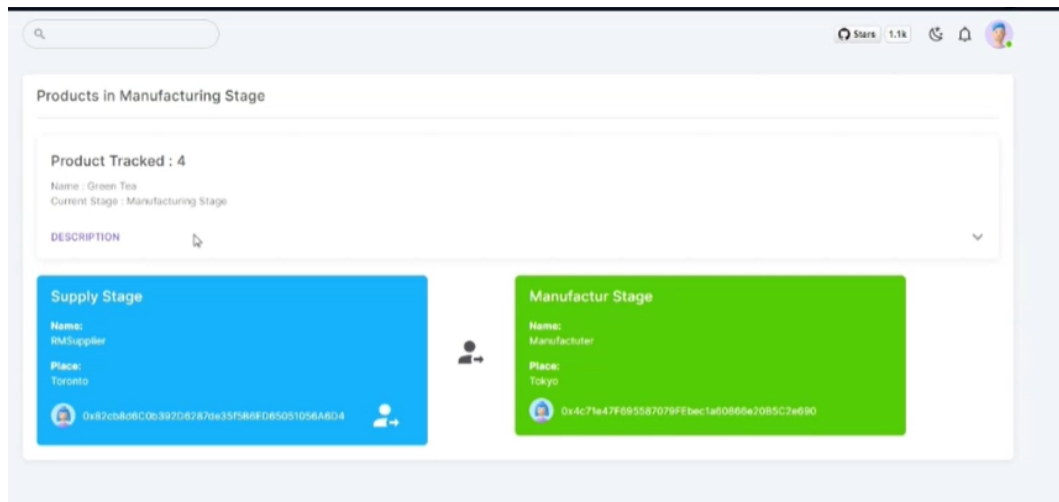 Stars 1.1k
Products in Manufacturing Stage
Product Tracked : 4
Name : Green Tea
Current Stage : Manufacturing Stage
DESCRIPTION
Supply Stage
Name:
RMSupplier
Place:
Toronto
Manufactur Stage
Name:
Manufactuter
Place:
Tokyo